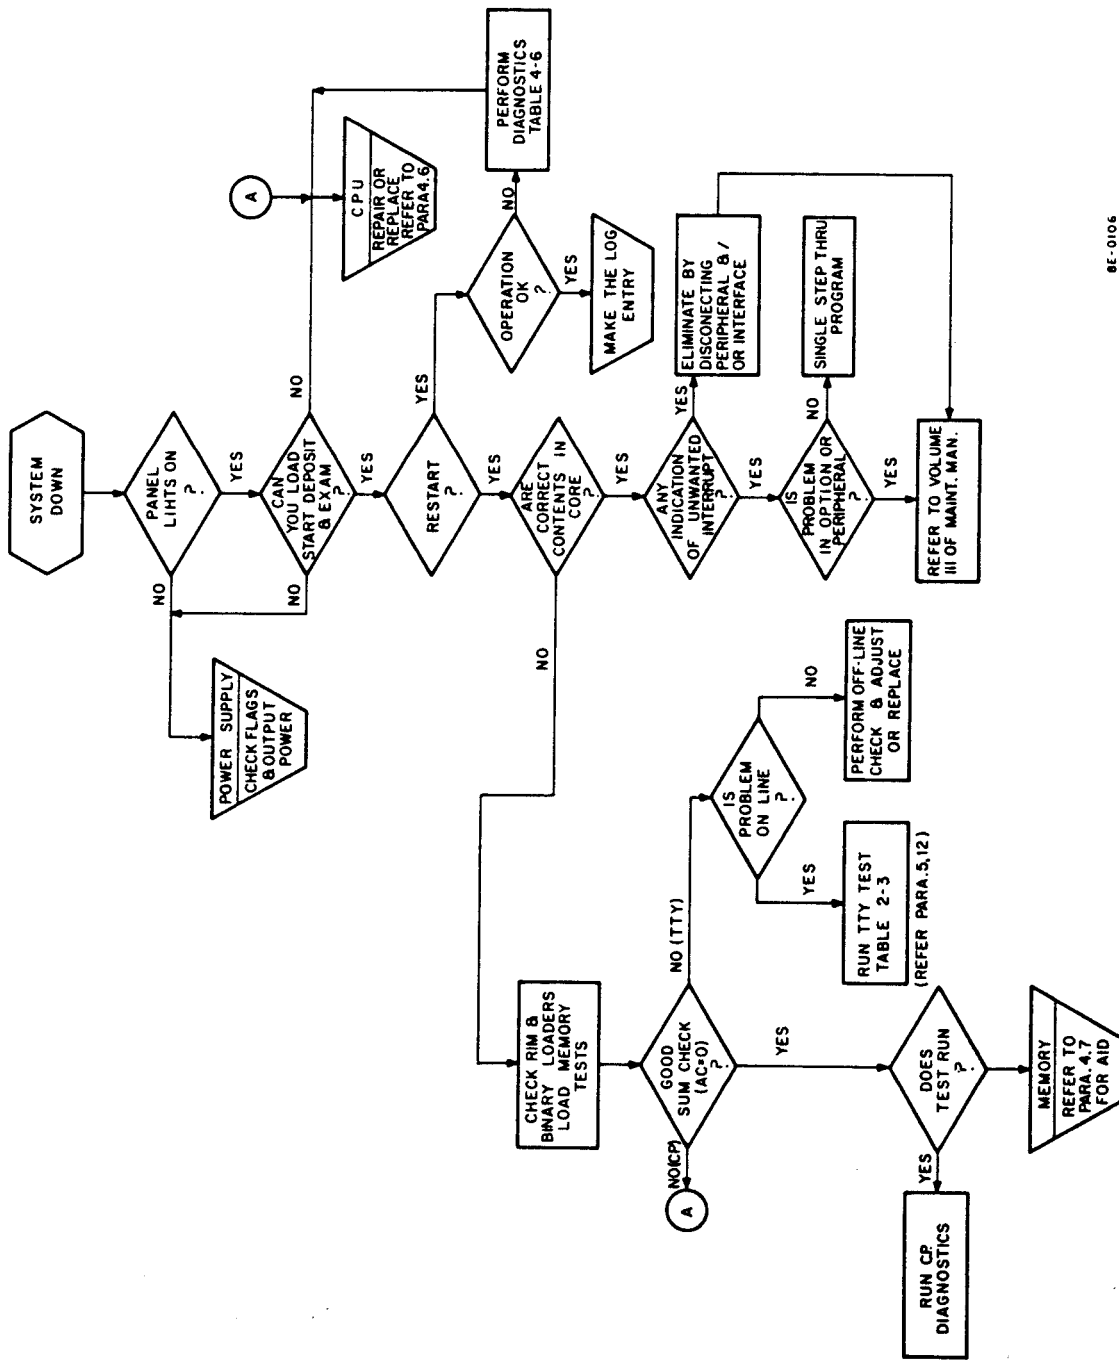 SYSTEM
DOWN
PANEL
LIHTS ON
?
NO
YES
POWER SUPPLY
CHECK FLAGS
& OUTPUT
POWER
CAN
YOU LOAD
START DEPOSIT
& EXAM
?
NO
NO
YES
A
CPU
REPAIR OR
REPLACE
REFER TO
PARA 4.6
RESTART
?
YES
YES
OPERATION
OK
?
NO
YES
PERFORM
DIAGNOSTICS
TABLE 4-6
MAKE THE LOG
ENTRY
ARE
CORRECT
CONTENTS IN
CORE
?
NO
YES
ANY
INDICATION
OF UNWANTED
INTERRUPT
?
YES
YES
ELIMINATE BY
DISCONECTING
PERIPHERAL & /
OR INTERFACE
IS
PROBLEM
IN OPTION OR
PERIPHERAL
?
NO
YES
SINGLE STEP THRU
PROGRAM
REFER TO VOLUME
III OF MAINT. MAN.
CHECK RIM &
BINARY LOADERS
LOAD MEMORY
TESTS
GOOD
SUM CHECK
(AC=0)
?
NO(CP)
NO (TTY)
YES
A
IS
PROBLEM
ON LINE
?
YES
NO
RUN TTY TEST
TABLE 2-3
(REFER PARA. 5,12)
PERFORM OFF-LINE
CHECK & ADJUST
OR REPLACE
DOES
TEST RUN
?
YES
RUN CP.
DIAGNOSTICS
MEMORY
REFER TO
PARA. 4.7
FOR AID
8E-0106